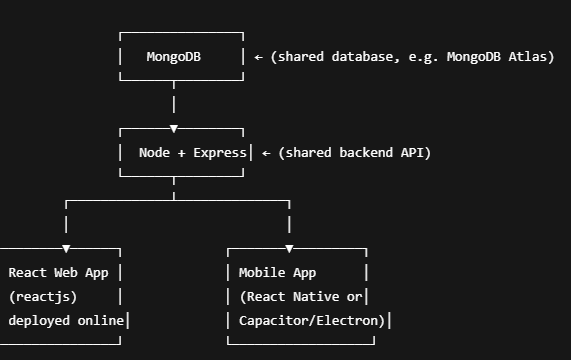 MongoDB ← (shared database, e.g. MongoDB Atlas)
Node + Express ← (shared backend API)
React Web App Mobile App
(reactjs) (React Native or
deployed online Capacitor/Electron)